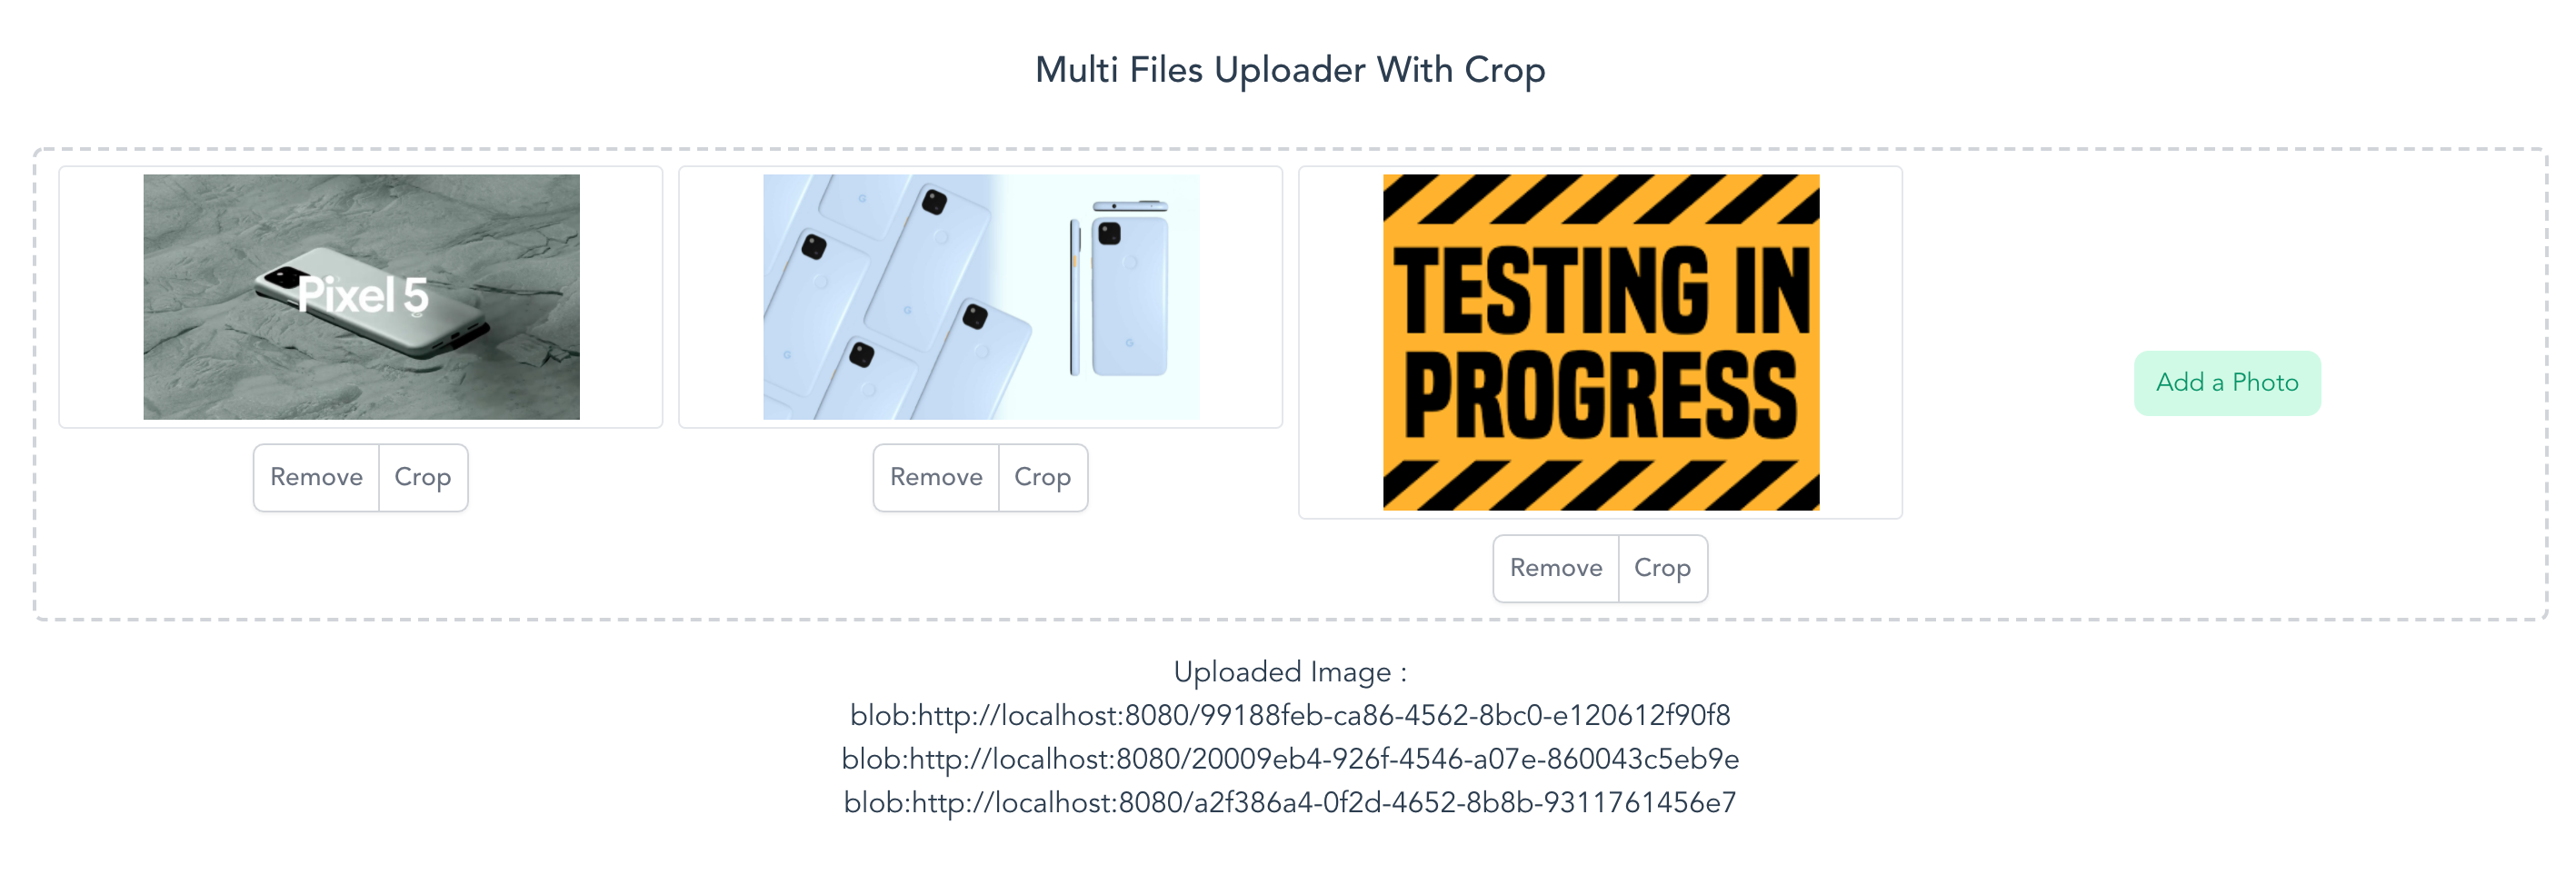 Multi Files Uploader With Crop
Pixel 5
TESTING IN
PROGRESS
Add a Photo
Remove Crop
Remove Crop
Remove Crop
Uploaded Image :
blob:http://localhost:8080/99188feb-ca86-4562-8bc0-e120612f90f8
blob:http://localhost:8080/20009eb4-926f-4546-a07e-860043c5eb9e
blob:http://localhost:8080/a2f386a4-0f2d-4652-8b8b-9311761456e7